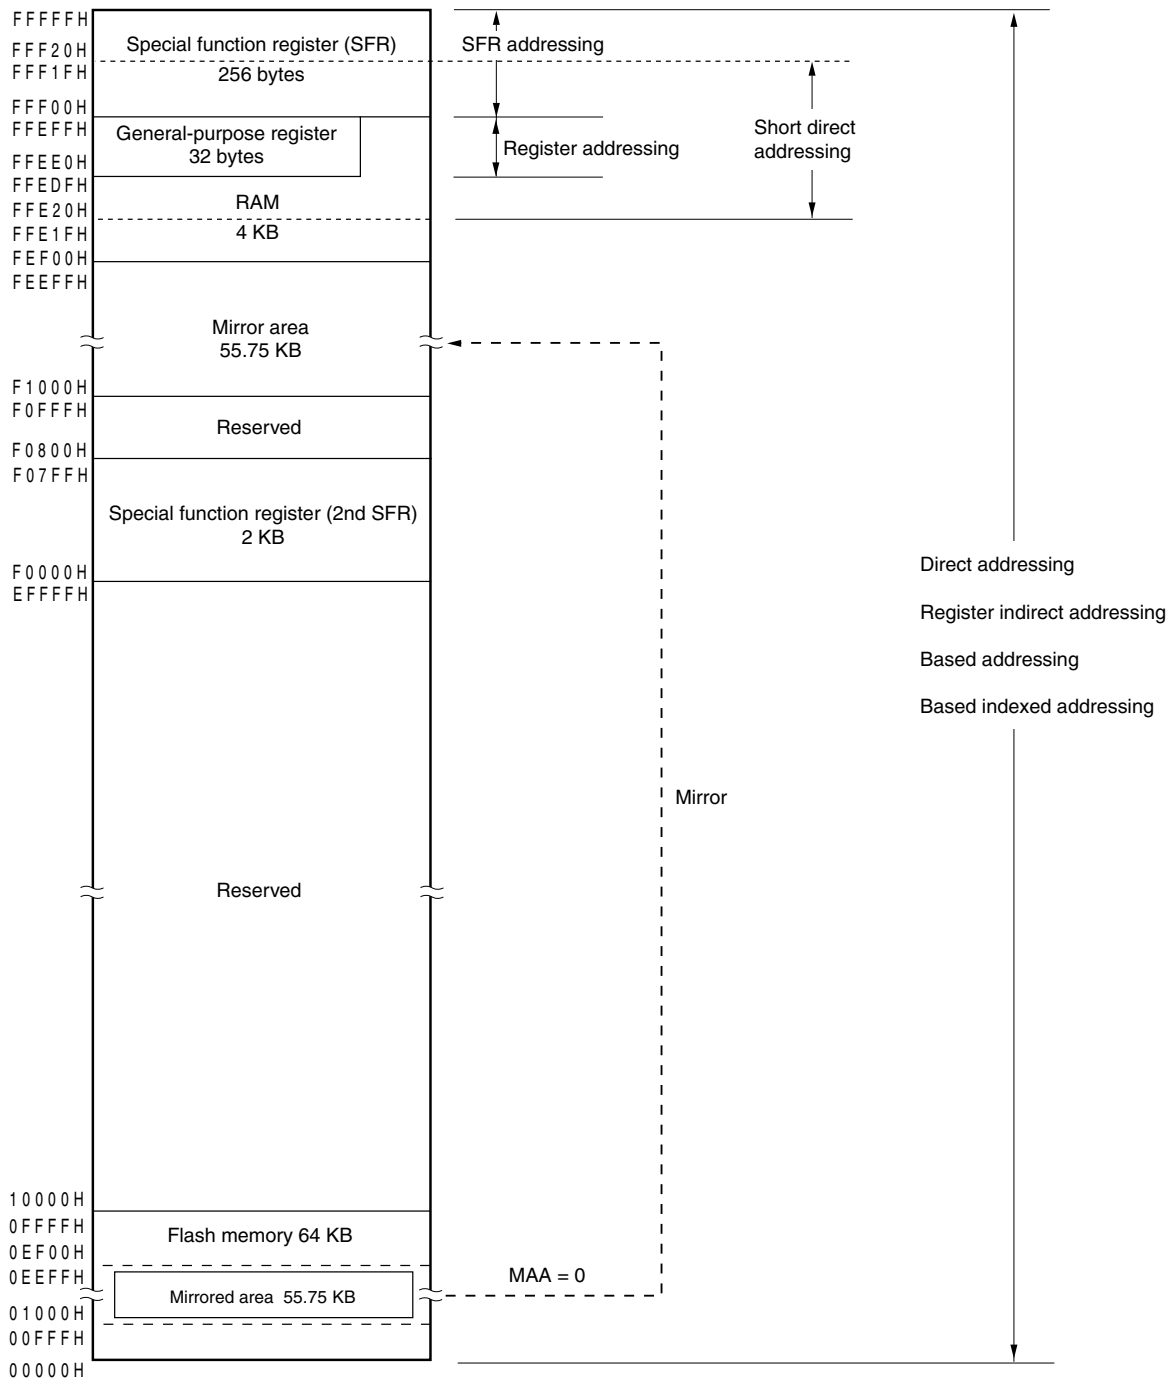 FFFFFH
Special function register (SFR)
256 bytes
SFR addressing
FFF20H
FFF1FH
FFF00H
FFEFFH
General-purpose register
32 bytes
Register addressing
Short direct
addressing
FFEE0H
FFEDFH
RAM
4 KB
FFE20H
FFE1FH
FEF00H
FEEFFH
Mirror area
55.75 KB
F1000H
F0FFFH
Reserved
F0800H
F07FFH
Special function register (2nd SFR)
2 KB
F0000H
EFFFFH
Direct addressing
Register indirect addressing
Based addressing
Based indexed addressing
Mirror
Reserved
10000H
0FFFFH
Flash memory 64 KB
0EF00H
0EEFFH
MAA = 0
Mirrored area 55.75 KB
01000H
00FFFH
00000H